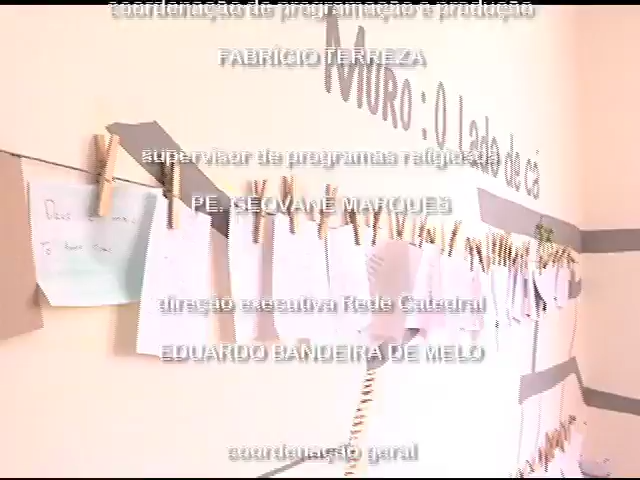 coordenação de programação e produção
FABRÍCIO TERREZA
MURO: O Lado de cá
supervisor de programas religiosos
PE. GEOVANE MARQUES
direção executiva Rede Catedral
EDUARDO BANDEIRA DE MELO
coordenação geral